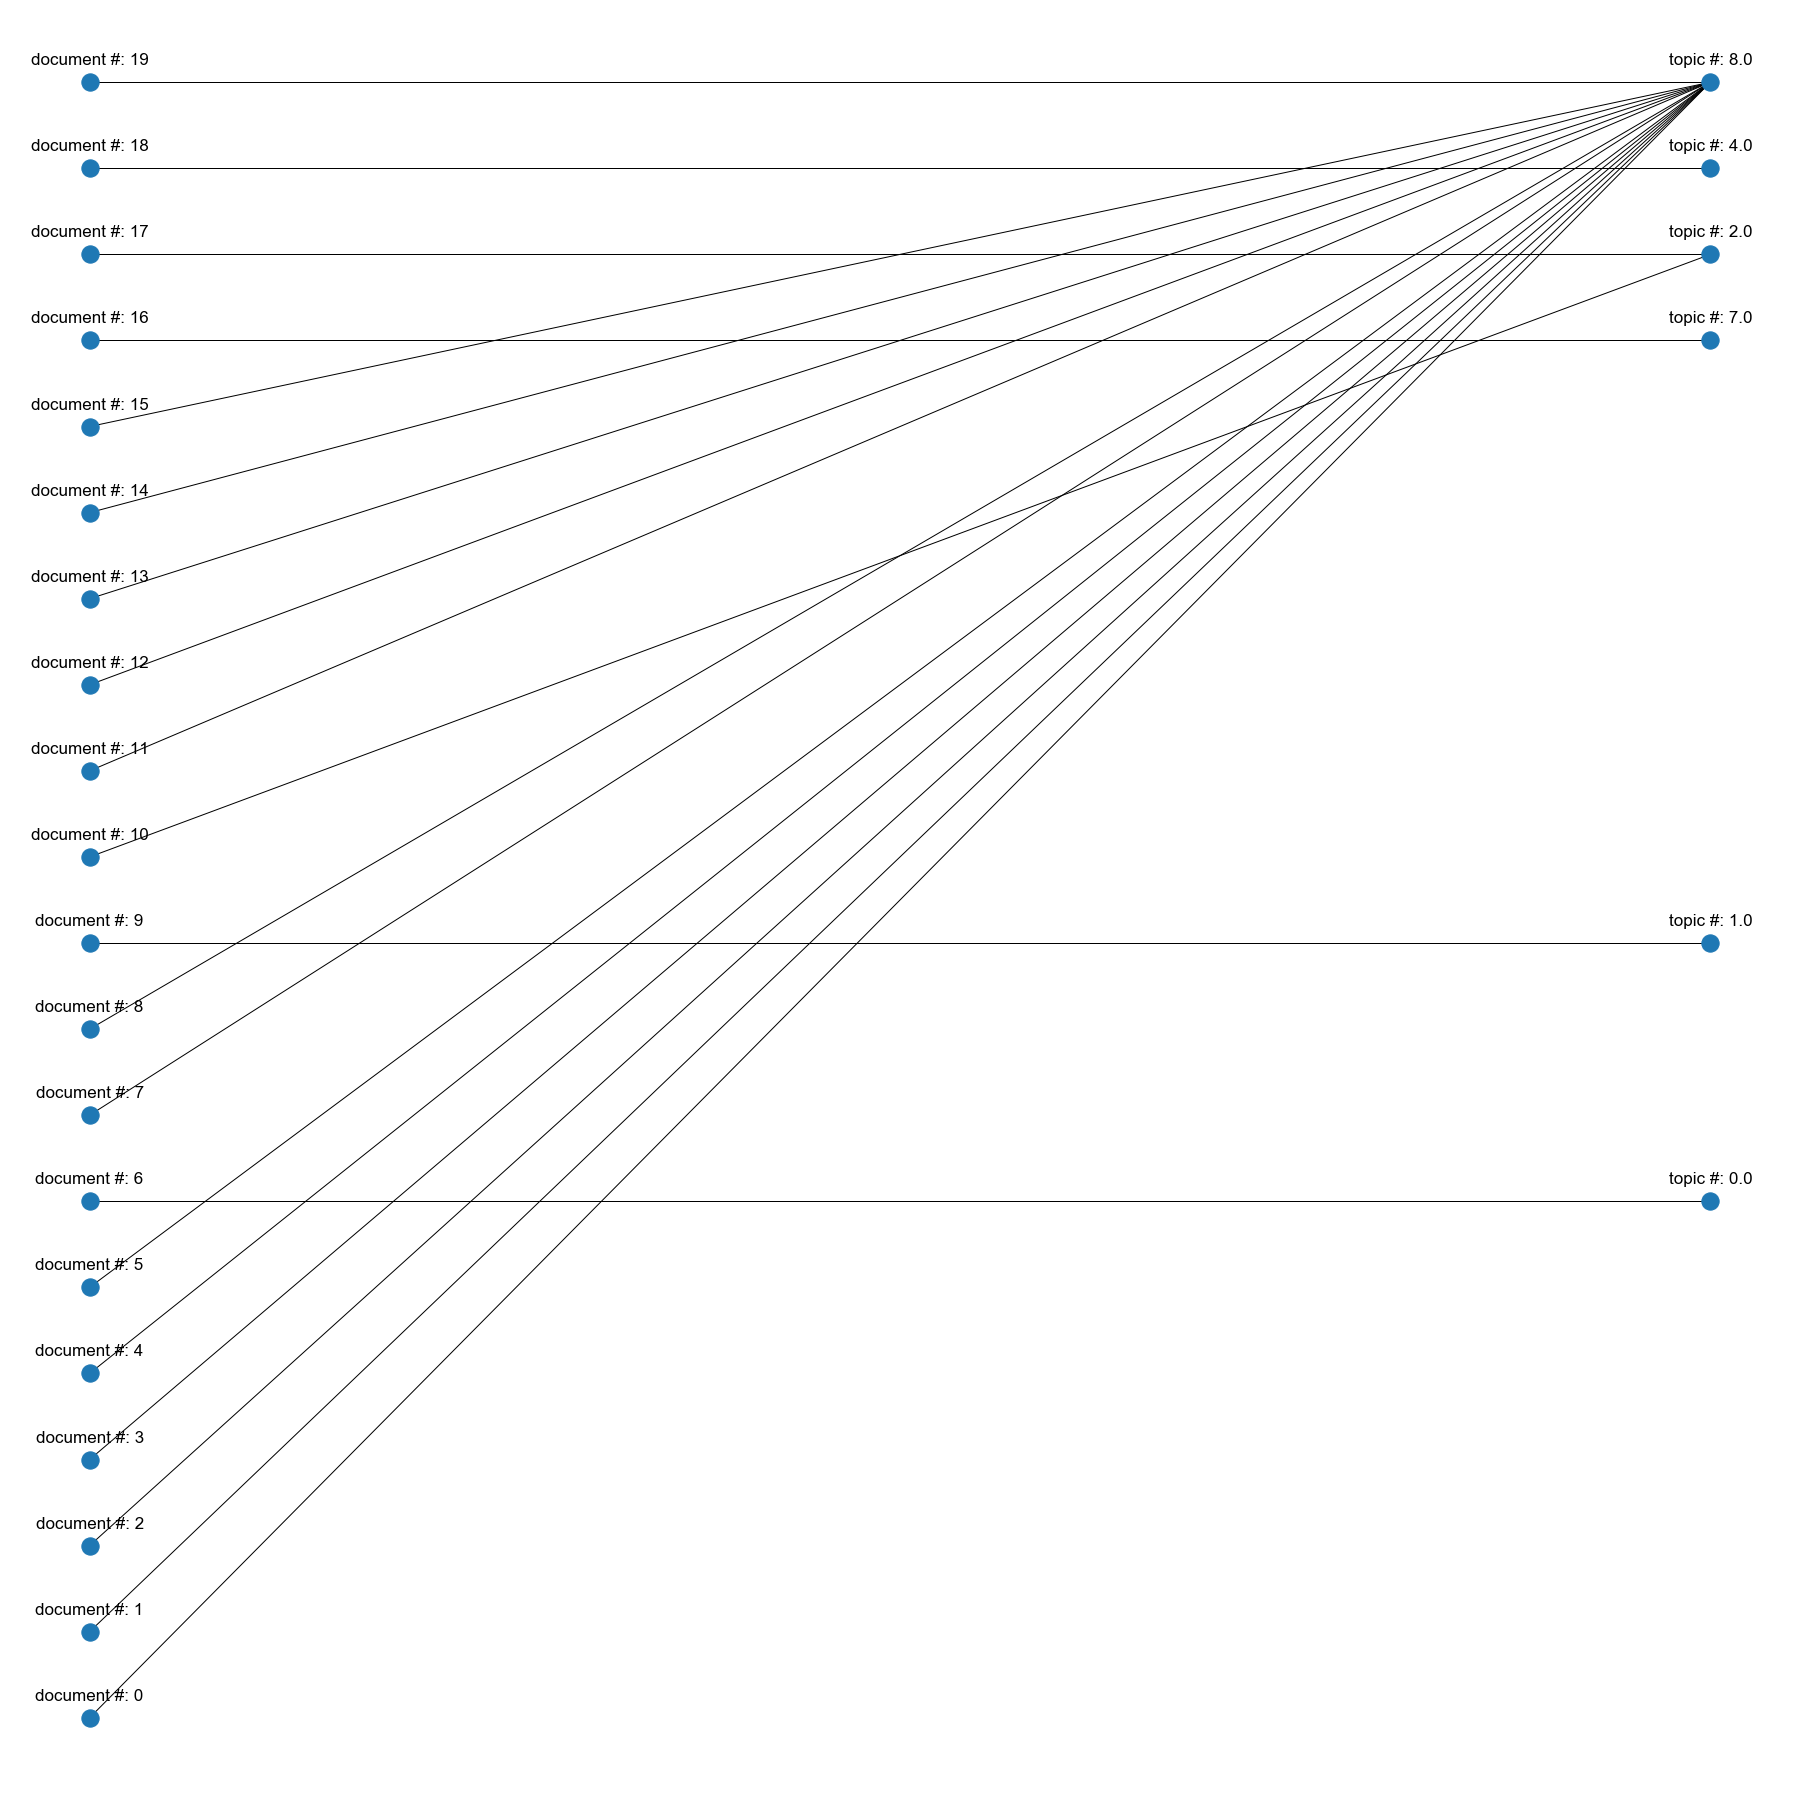 document #: 19
topic #: 8.0
document #: 18
topic #: 4.0
document #: 17
topic #: 2.0
document #: 16
topic #: 7.0
document #: 15
document #: 14
document #: 13
document #: 12
document #: 11
document #: 10
document #: 9
topic #: 1.0
document #: 8
document #: 7
document #: 6
topic #: 0.0
document #: 5
document #: 4
document #: 3
document #: 2
document #: 1
document #: 0